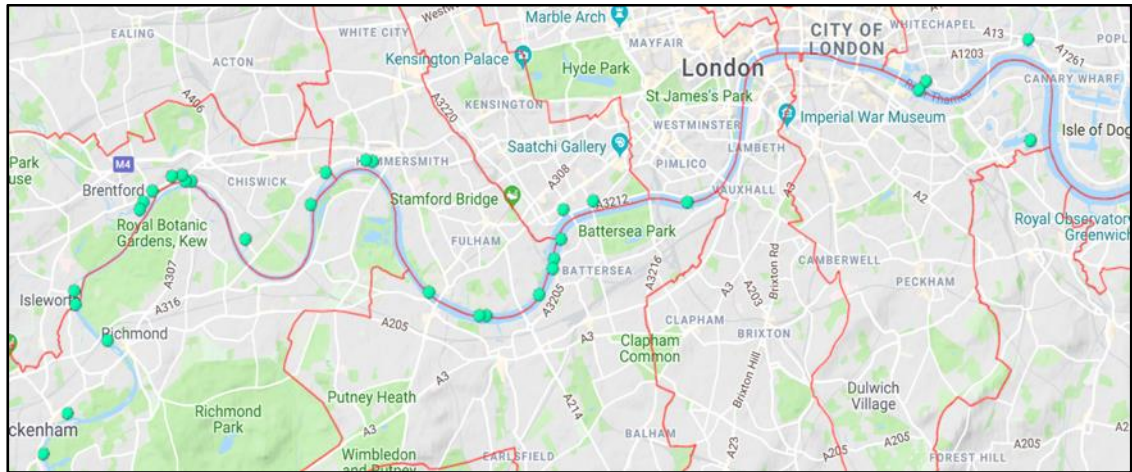 EALING
WHITE CITY
Marble Arch
WHITECHAPEL
A13
POPL
ACTON
MAYFAIR
CITY OF
LONDON
A1203
A1261
Kensington Palace
Hyde Park
London
CANARY WHARF
A406
A3220
KENSINGTON
St James's Park
River Thames
Imperial War Museum
Isle of Dog
WESTMINSTER
Park
use
M4
HAMMERSMITH
Saatchi Gallery
LAMBETH
Brentford
CHISWICK
A308
PIMLICO
A3
A2
Stamford Bridge
A3212
VAUXHALL
Royal Botanic
Gardens, Kew
Battersea Park
Royal Observatory
Greenwich
A307
FULHAM
Brixton Rd
CAMBERWELL
BATTERSEA
A3216
PECKHAM
Isleworth
A316
A3205
A3
A203
Richmond
A205
A3
CLAPHAM
BRIXTON
Clapham
Common
A3
Brixton Hill
Dulwich
Village
Richmond
Park
Putney Heath
A214
ckenham
A3
BALHAM
A23
A205
A205
A21
Wimbledon
and Putney
EARLSFIELD
FOREST HILL